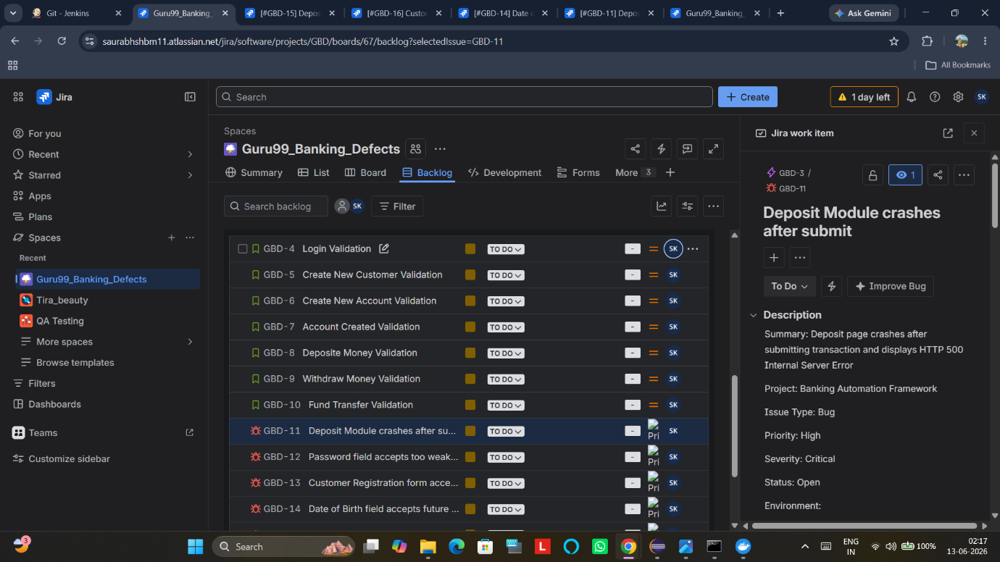 Git - Jenkins
Guru99_Banking_
[#GBD-15] Depos
[#GBD-16] Custo
[#GBD-14] Date o
[#GBD-11] Depos
Guru99_Banking_
Ask Gemini
saurabhshbm11.atlassian.net/jira/software/projects/GBD/boards/67/backlog?selectedIssue=GBD-11
All Bookmarks
Jira
Search
Create
1 day left
SK
For you
Recent
Starred
Apps
Plans
Spaces
Recent
Guru99_Banking_Defects
Tira_beauty
QA Testing
More spaces
Browse templates
Filters
Dashboards
Teams
Customize sidebar
Spaces
Guru99_Banking_Defects
Summary
List
Board
Backlog
Development
Forms
More 3
Search backlog
SK
Filter
GBD-4 Login Validation TO DO - SK
GBD-5 Create New Customer Validation TO DO - SK
GBD-6 Create New Account Validation TO DO - SK
GBD-7 Account Created Validation TO DO - SK
GBD-8 Deposite Money Validation TO DO - SK
GBD-9 Withdraw Money Validation TO DO - SK
GBD-10 Fund Transfer Validation TO DO - SK
GBD-11 Deposit Module crashes after su... TO DO - Pri SK
GBD-12 Password field accepts too weak... TO DO - Pri SK
GBD-13 Customer Registration form acce... TO DO - Pri SK
GBD-14 Date of Birth field accepts future ... TO DO - Pri SK
Jira work item
GBD-3 /
GBD-11
1
Deposit Module crashes
after submit
To Do
Improve Bug
Description
Summary: Deposit page crashes after
submitting transaction and displays HTTP 500
Internal Server Error
Project: Banking Automation Framework
Issue Type: Bug
Priority: High
Severity: Critical
Status: Open
Environment:
3
Search
L
ENG
IN
100%
02:17
13-06-2026